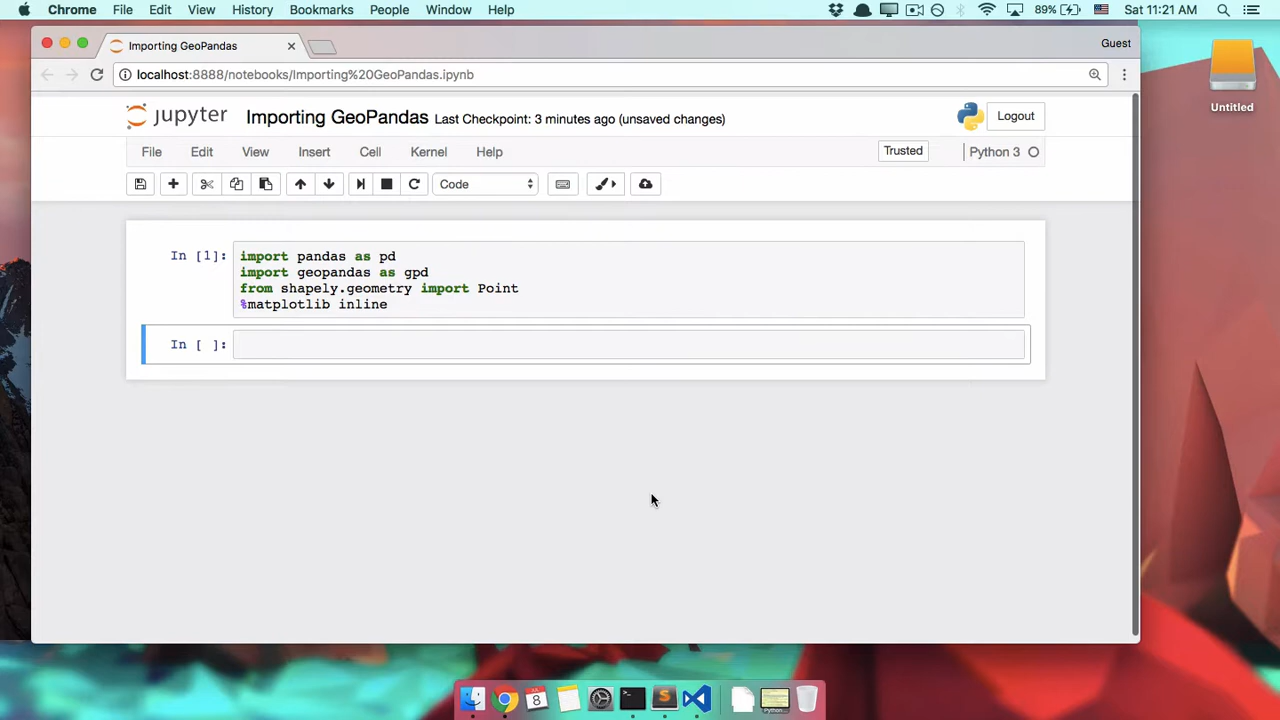 Chrome File Edit View History Bookmarks People Window Help 89% Sat 11:21 AM
Importing GeoPandas Guest
localhost:8888/notebooks/Importing%20GeoPandas.ipynb
Untitled
jupyter Importing GeoPandas Last Checkpoint: 3 minutes ago (unsaved changes) Logout
File Edit View Insert Cell Kernel Help Trusted Python 3
Code
In [1]: import pandas as pd
import geopandas as gpd
from shapely.geometry import Point
%matplotlib inline
In [ ]:
8